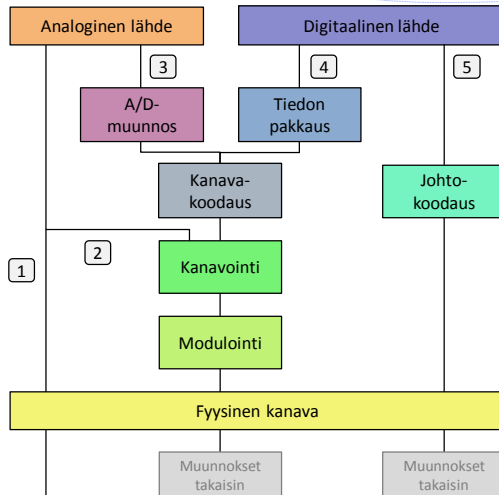 Analoginen lähde
Digitaalinen lähde
3
4
5
A/D-
muunnos
Tiedon
pakkaus
Kanava-
koodaus
Johto-
koodaus
2
1
Kanavointi
Modulointi
Fyysinen kanava
Muunnokset
takaisin
Muunnokset
takaisin